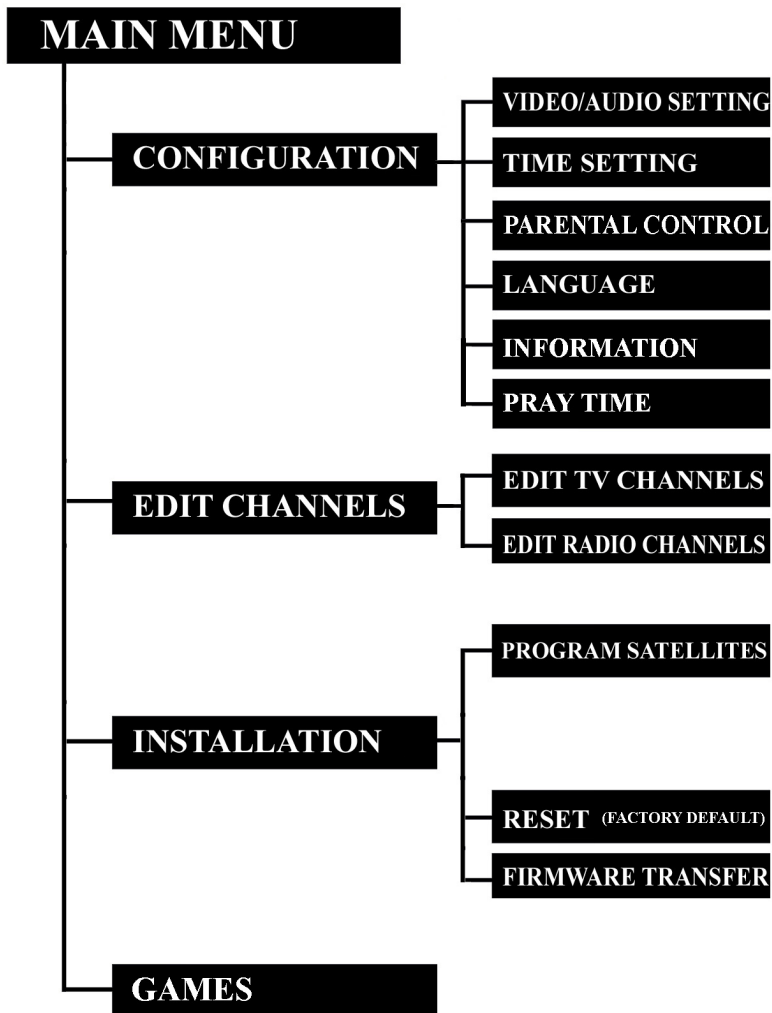 MAIN MENU
CONFIGURATION
VIDEO/AUDIO SETTING
TIME SETTING
PARENTAL CONTROL
LANGUAGE
INFORMATION
PRAY TIME
EDIT CHANNELS
EDIT TV CHANNELS
EDIT RADIO CHANNELS
INSTALLATION
PROGRAM SATELLITES
RESET (FACTORY DEFAULT)
FIRMWARE TRANSFER
GAMES